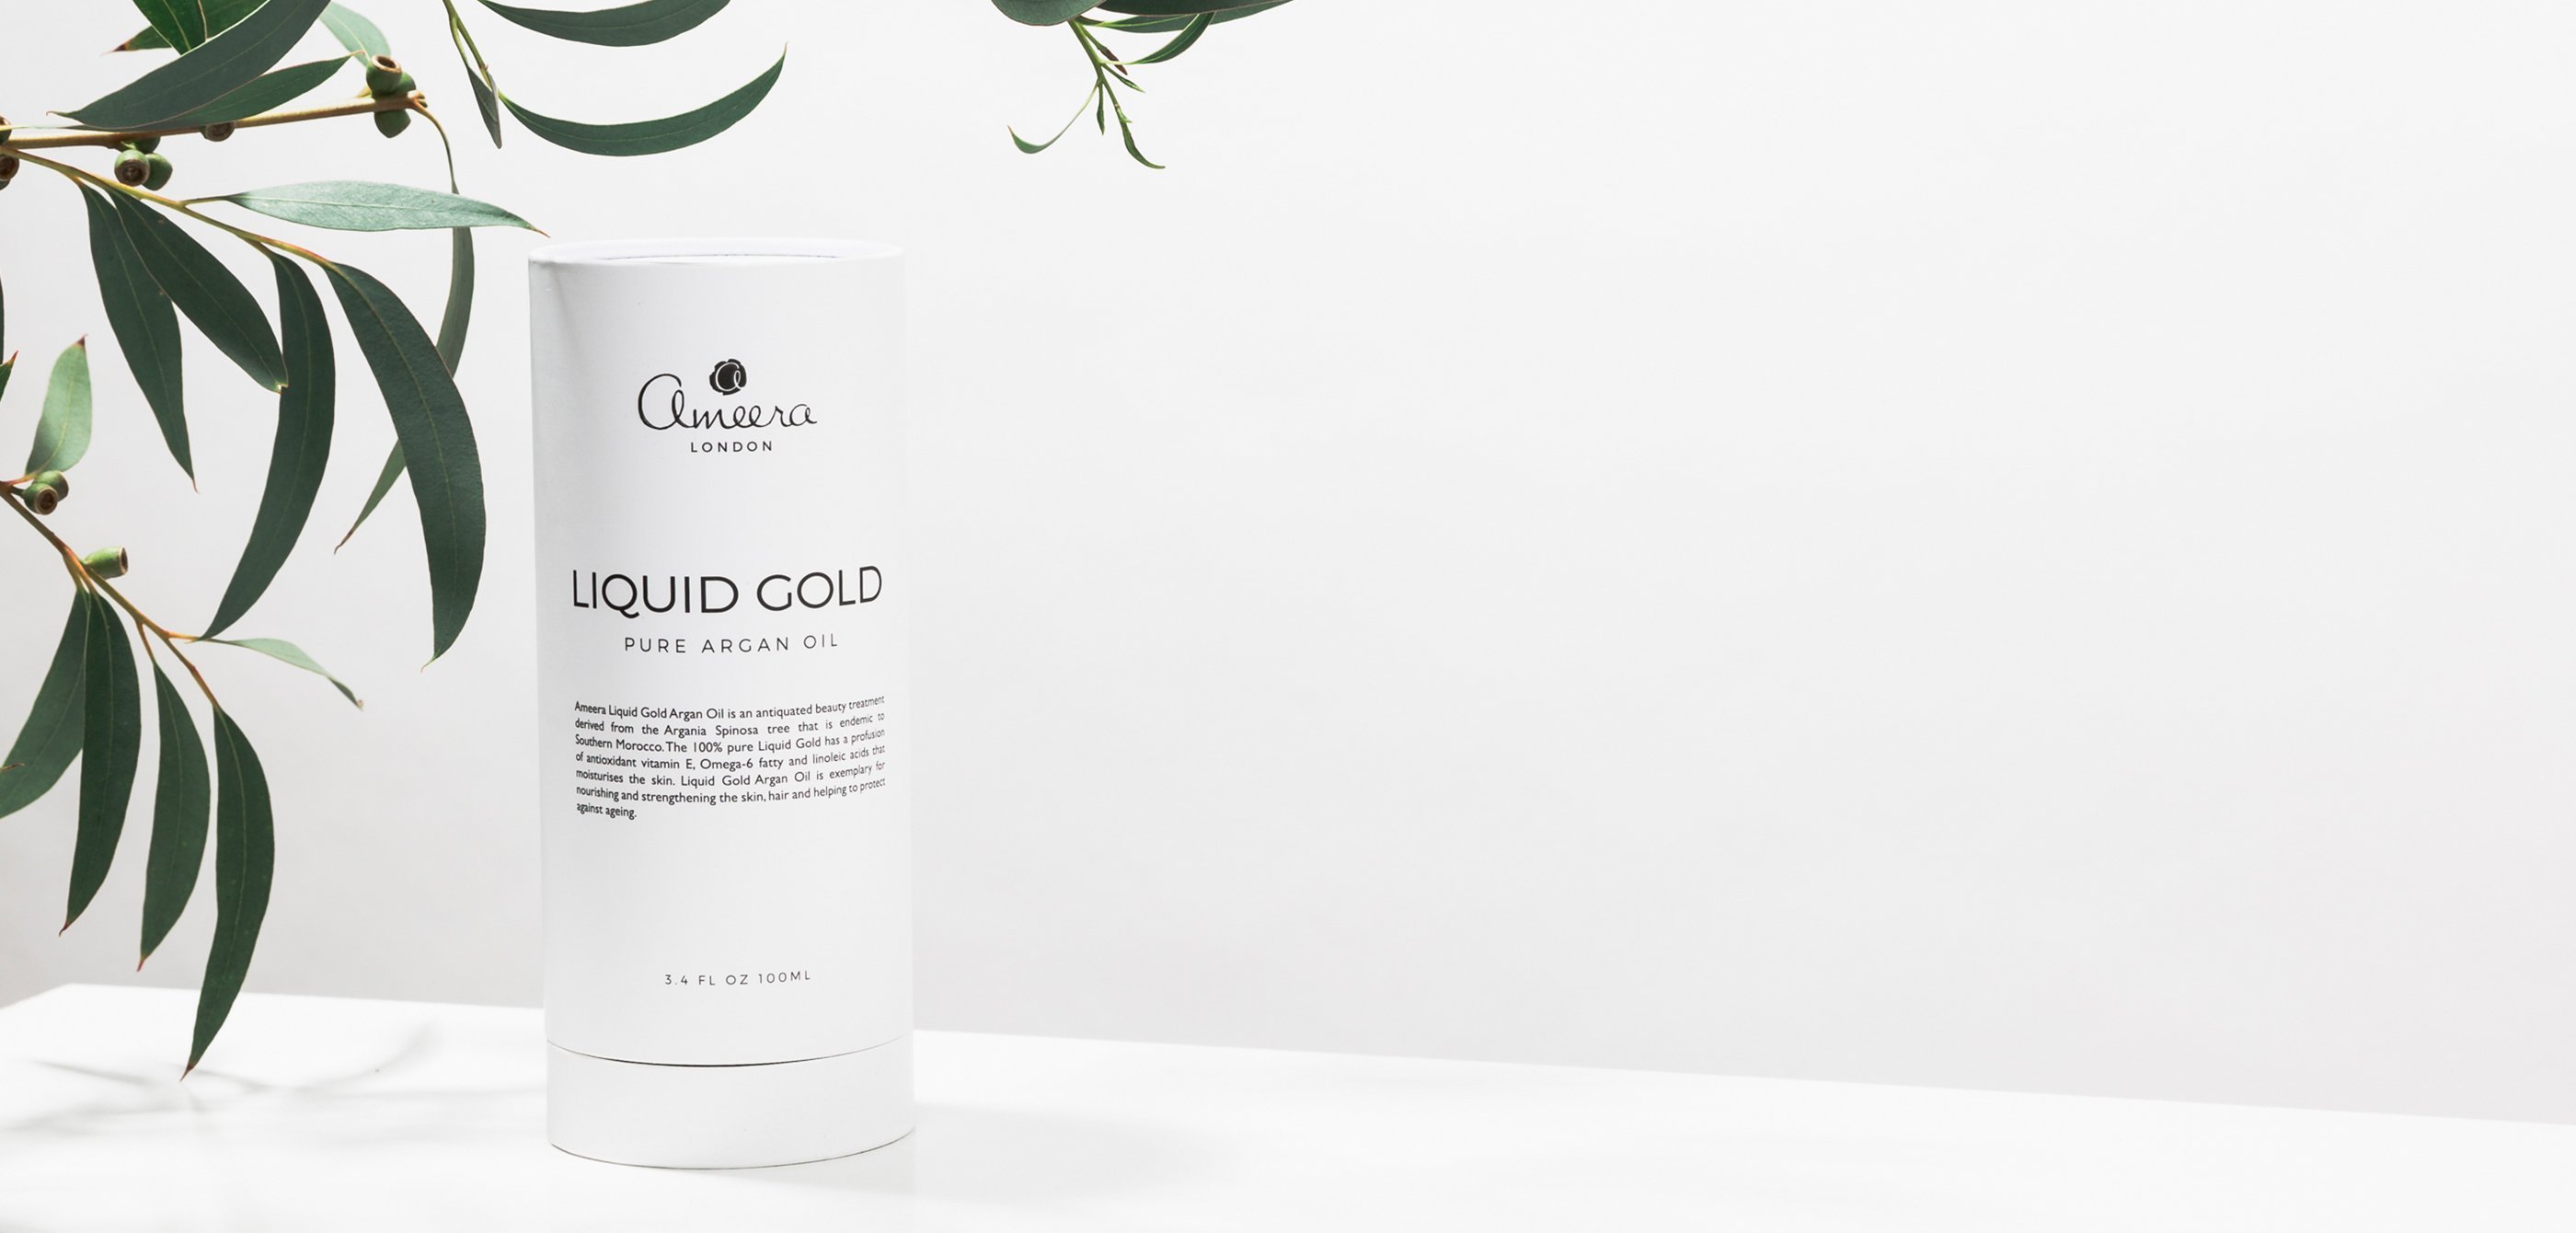 Ameera
LONDON
LIQUID GOLD
PURE ARGAN OIL
Ameera Liquid Gold Argan Oil is an antiquated beauty treatment
derived from the Argania Spinosa tree that is endemic to
Southern Morocco. The 100% pure Liquid Gold has a profusion
of antioxidant vitamin E, Omega-6 fatty and linoleic acids that
moisturises the skin. Liquid Gold Argan Oil is exemplary for
nourishing and strengthening the skin, hair and helping to protect
against ageing.
3.4 FL OZ 100ML